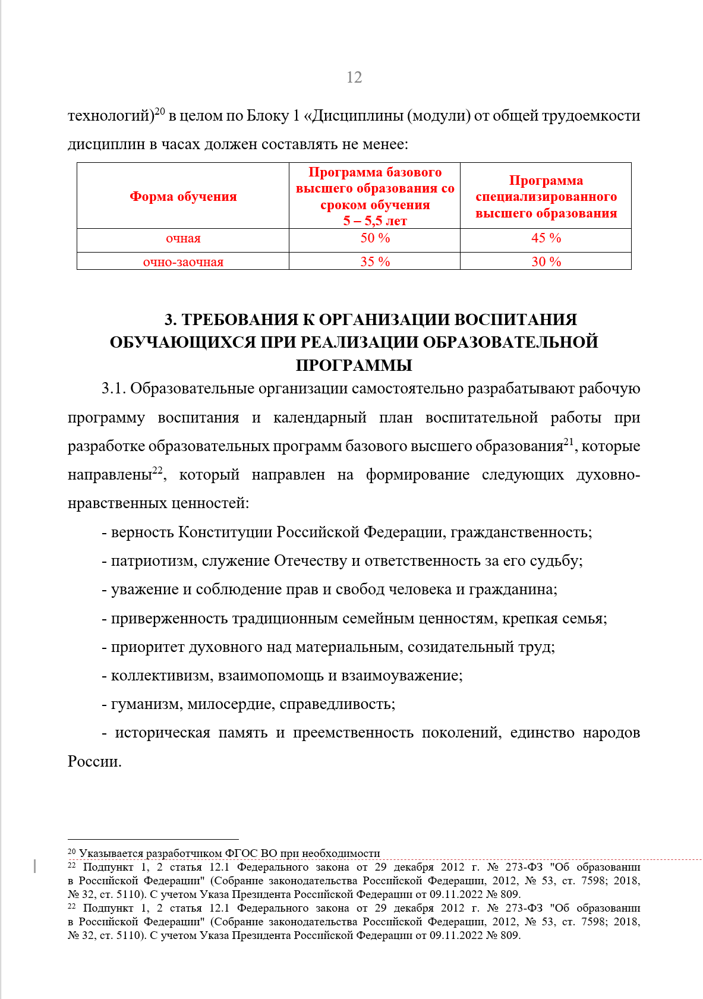 12
технологий)20 в целом по Блоку 1 «Дисциплины (модули) от общей трудоемкости
дисциплин в часах должен составлять не менее:
Форма обучения
Программа базового
высшего образования со
сроком обучения
5 – 5,5 лет
Программа
специализированного
высшего образования
очная 50 % 45 %
очно-заочная 35 % 30 %
3. ТРЕБОВАНИЯ К ОРГАНИЗАЦИИ ВОСПИТАНИЯ
ОБУЧАЮЩИХСЯ ПРИ РЕАЛИЗАЦИИ ОБРАЗОВАТЕЛЬНОЙ
ПРОГРАММЫ
3.1. Образовательные организации самостоятельно разрабатывают рабочую
программу воспитания и календарный план воспитательной работы при
разработке образовательных программ базового высшего образования21, которые
направлены22, который направлен на формирование следующих духовно-
нравственных ценностей:
- верность Конституции Российской Федерации, гражданственность;
- патриотизм, служение Отечеству и ответственность за его судьбу;
- уважение и соблюдение прав и свобод человека и гражданина;
- приверженность традиционным семейным ценностям, крепкая семья;
- приоритет духовного над материальным, созидательный труд;
- коллективизм, взаимопомощь и взаимоуважение;
- гуманизм, милосердие, справедливость;
- историческая память и преемственность поколений, единство народов
России.
20 Указывается разработчиком ФГОС ВО при необходимости
22 Подпункт 1, 2 статья 12.1 Федерального закона от 29 декабря 2012 г. № 273-ФЗ "Об образовании
в Российской Федерации" (Собрание законодательства Российской Федерации, 2012, № 53, ст. 7598; 2018,
№ 32, ст. 5110). С учетом Указа Президента Российской Федерации от 09.11.2022 № 809.
22 Подпункт 1, 2 статья 12.1 Федерального закона от 29 декабря 2012 г. № 273-ФЗ "Об образовании
в Российской Федерации" (Собрание законодательства Российской Федерации, 2012, № 53, ст. 7598; 2018,
№ 32, ст. 5110). С учетом Указа Президента Российской Федерации от 09.11.2022 № 809.